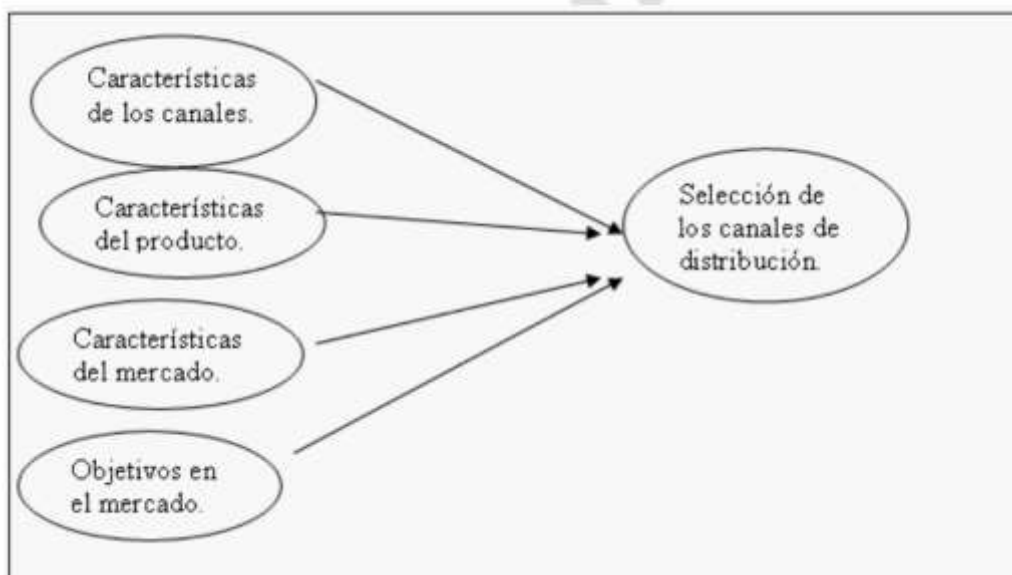 Características
de los canales.
Características
del producto.
Características
del mercado.
Objetivos en
el mercado.
Selección de
los canales de
distribución.